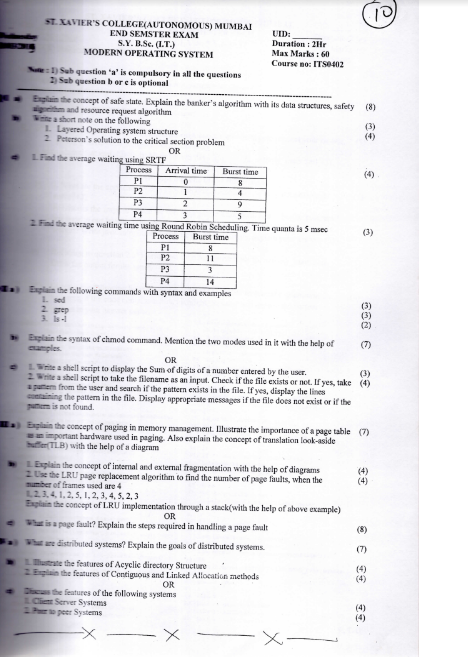 10
ST. XAVIER'S COLLEGE(AUTONOMOUS) MUMBAI
END SEMSTER EXAM UID:
S.Y. B.Sc. (I.T.) Duration : 2Hr
MODERN OPERATING SYSTEM Max Marks : 60
Course no: ITS0402
Note : 1) Sub question 'a' is compulsory in all the questions
2) Sub question b or c is optional
a) Explain the concept of safe state. Explain the banker's algorithm with its data structures, safety (8)
algorithm and resource request algorithm
Write a short note on the following
1. Layered Operating system structure (3)
2. Peterson's solution to the critical section problem (4)
OR
c) 1. Find the average waiting using SRTF (4)
Process Arrival time Burst time
P1 0 8
P2 1 4
P3 2 9
P4 3 5
2. Find the average waiting time using Round Robin Scheduling. Time quanta is 5 msec (3)
Process Burst time
P1 8
P2 11
P3 3
P4 14
a) Explain the following commands with syntax and examples
1. sed (3)
2. grep (3)
3. ls -l (2)
b) Explain the syntax of chmod command. Mention the two modes used in it with the help of (7)
examples.
OR
c) 1. Write a shell script to display the Sum of digits of a number entered by the user. (3)
2. Write a shell script to take the filename as an input. Check if the file exists or not. If yes, take (4)
a pattern from the user and search if the pattern exists in the file. If yes, display the lines
containing the pattern in the file. Display appropriate messages if the file does not exist or if the
pattern is not found.
a) Explain the concept of paging in memory management. Illustrate the importance of a page table (7)
as an important hardware used in paging. Also explain the concept of translation look-aside
buffer(TLB) with the help of a diagram
b) 1. Explain the concept of internal and external fragmentation with the help of diagrams (4)
2. Use the LRU page replacement algorithm to find the number of page faults, when the (4)
number of frames used are 4
1, 2, 3, 4, 1, 2, 5, 1, 2, 3, 4, 5, 2, 3
Explain the concept of LRU implementation through a stack(with the help of above example)
OR
c) What is a page fault? Explain the steps required in handling a page fault (8)
a) What are distributed systems? Explain the goals of distributed systems. (7)
b) 1. Illustrate the features of Acyclic directory Structure (4)
2. Explain the features of Contiguous and Linked Allocation methods (4)
OR
c) Discuss the features of the following systems
1. Client Server Systems (4)
2. Peer to peer Systems (4)